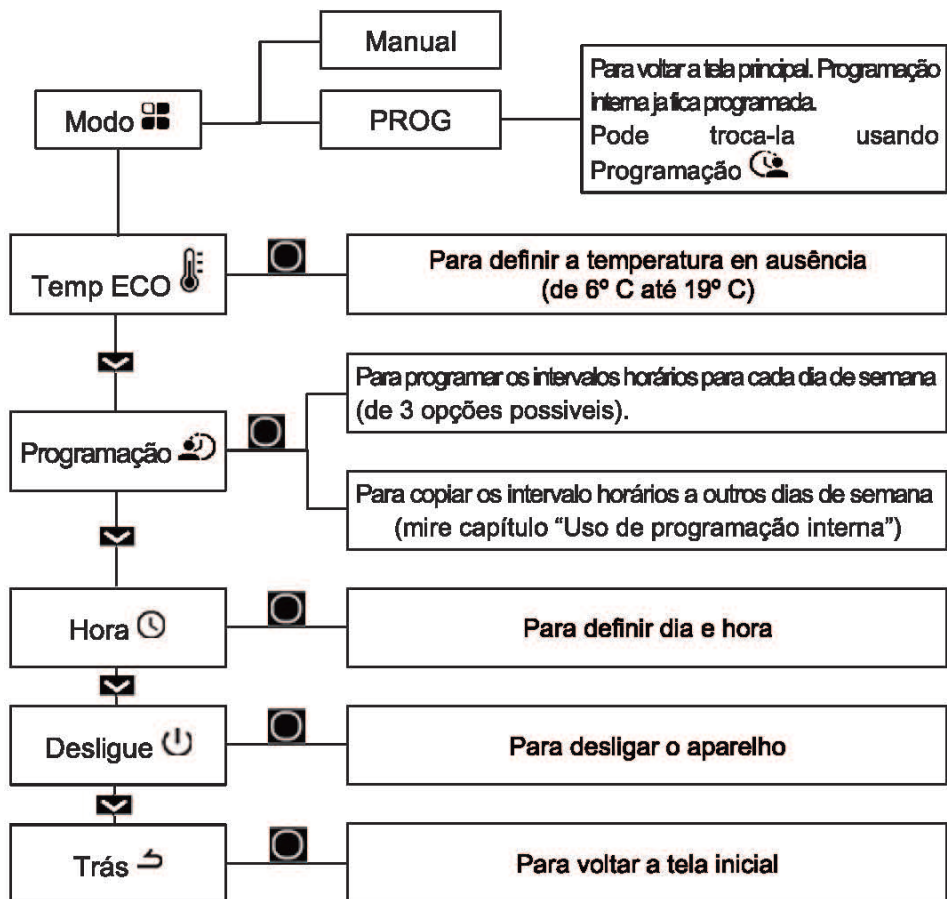 Manual
Modo
PROG
Para voltar a tela principal. Programação
interna ja fica programada.
Pode troca-la usando
Programação
Temp ECO
Para definir a temperatura en ausência
(de 6º C até 19º C)
Programação
Para programar os intervalos horários para cada dia de semana
(de 3 opções possiveis).
Para copiar os intervalo horários a outros dias de semana
(mire capítulo “Uso de programação interna”)
Hora
Para definir dia e hora
Desligue
Para desligar o aparelho
Trás
Para voltar a tela inicial